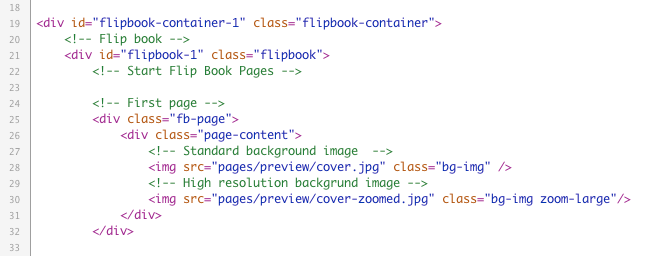 18
19 <div id="flipbook-container-1" class="flipbook-container">
20 <!-- Flip book -->
21 <div id="flipbook-1" class="flipbook">
22 <!-- Start Flip Book Pages -->
23
24 <!-- First page -->
25 <div class="fb-page">
26 <div class="page-content">
27 <!-- Standard background image  -->
28 <img src="pages/preview/cover.jpg" class="bg-img" />
29 <!-- High resolution backgrund image -->
30 <img src="pages/preview/cover-zoomed.jpg" class="bg-img zoom-large"/>
31 </div>
32 </div>
33